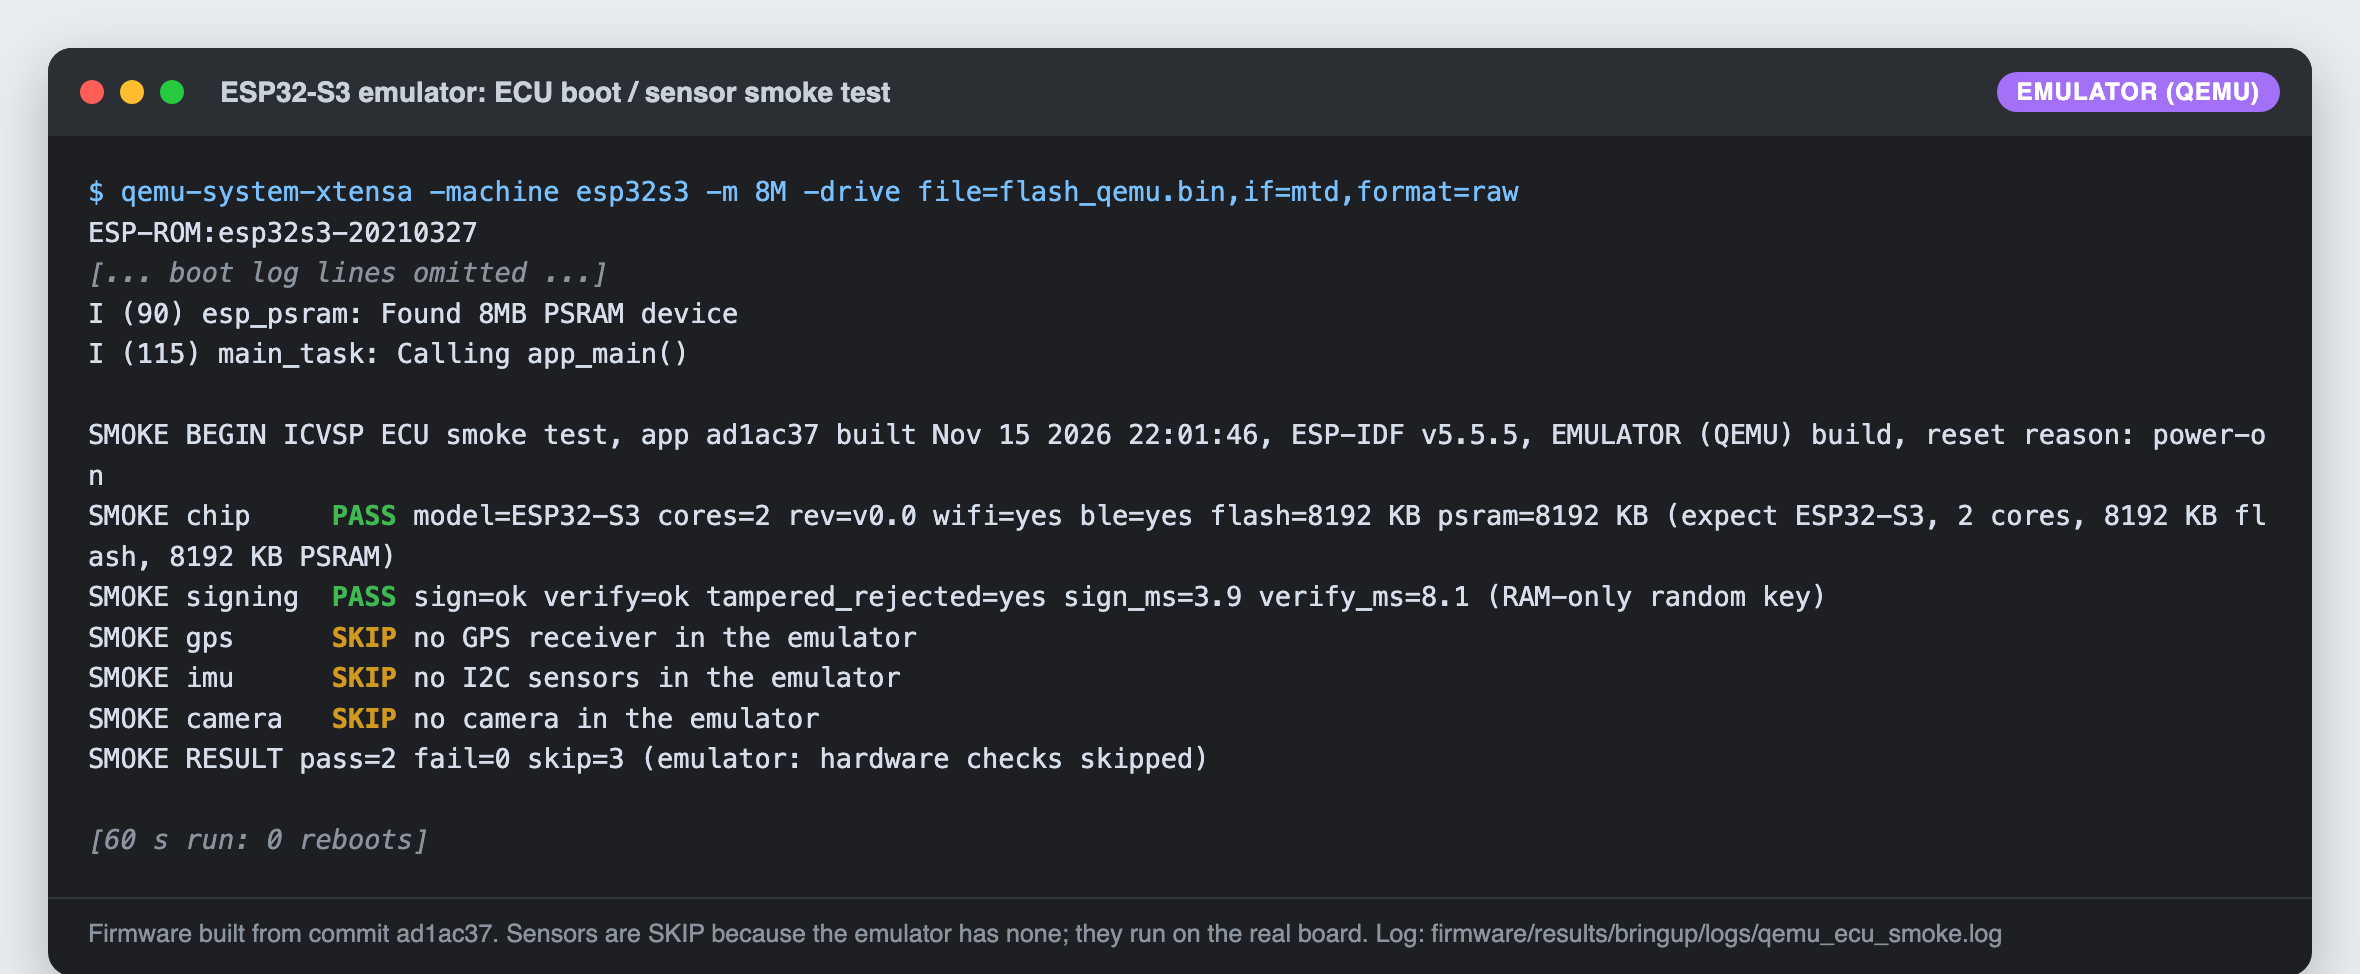 ESP32-S3 emulator: ECU boot / sensor smoke test
EMULATOR (QEMU)
$ qemu-system-xtensa -machine esp32s3 -m 8M -drive file=flash_qemu.bin,if=mtd,format=raw
ESP-ROM:esp32s3-20210327
[... boot log lines omitted ...]
I (90) esp_psram: Found 8MB PSRAM device
I (115) main_task: Calling app_main()
SMOKE BEGIN ICVSP ECU smoke test, app ad1ac37 built Nov 15 2026 22:01:46, ESP-IDF v5.5.5, EMULATOR (QEMU) build, reset reason: power-o
n
SMOKE chip     PASS model=ESP32-S3 cores=2 rev=v0.0 wifi=yes ble=yes flash=8192 KB psram=8192 KB (expect ESP32-S3, 2 cores, 8192 KB fl
ash, 8192 KB PSRAM)
SMOKE signing  PASS sign=ok verify=ok tampered_rejected=yes sign_ms=3.9 verify_ms=8.1 (RAM-only random key)
SMOKE gps      SKIP no GPS receiver in the emulator
SMOKE imu      SKIP no I2C sensors in the emulator
SMOKE camera   SKIP no camera in the emulator
SMOKE RESULT pass=2 fail=0 skip=3 (emulator: hardware checks skipped)
[60 s run: 0 reboots]
Firmware built from commit ad1ac37. Sensors are SKIP because the emulator has none; they run on the real board. Log: firmware/results/bringup/logs/qemu_ecu_smoke.log